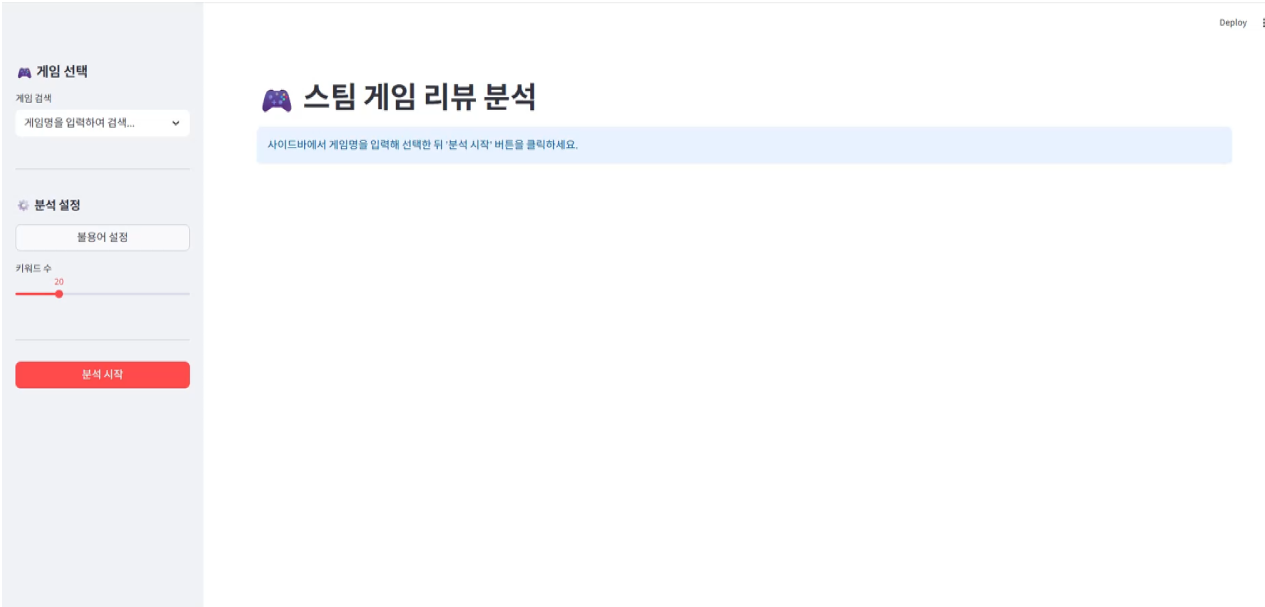 Deploy
게임 선택
게임 검색
게임명을 입력하여 검색...
분석 설정
불용어 설정
키워드 수
20
분석 시작
스팀 게임 리뷰 분석
사이드바에서 게임명을 입력해 선택한 뒤 '분석 시작' 버튼을 클릭하세요.